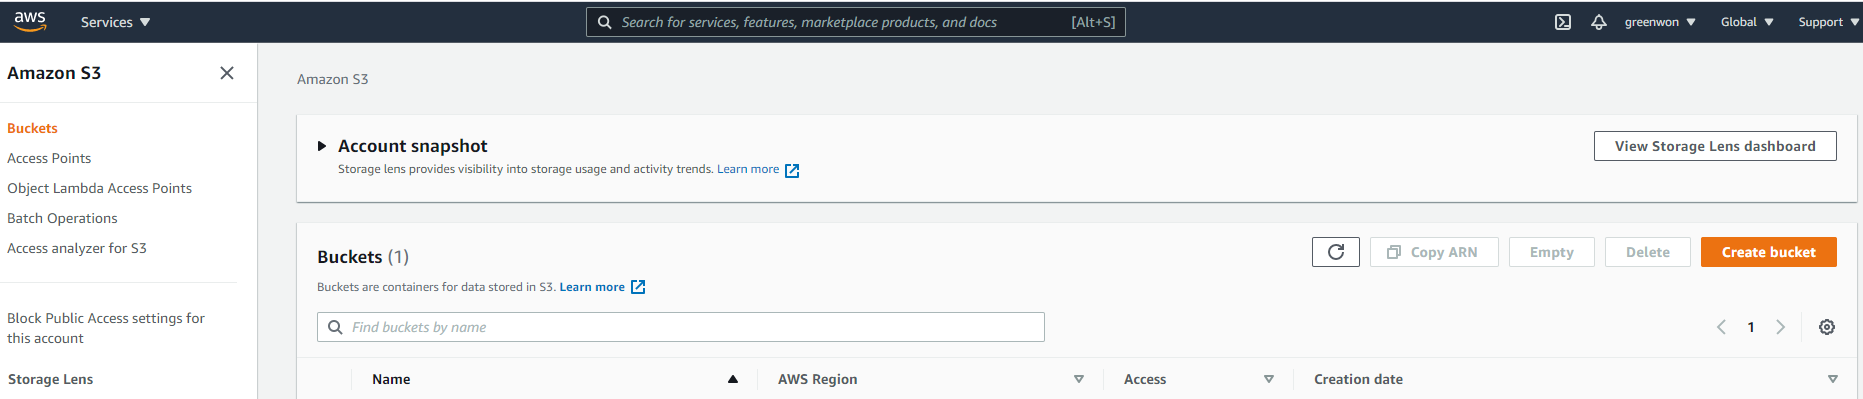 aws Services Search for services, features, marketplace products, and docs [Alt+S] greenwon Global Support
Amazon S3
Buckets
Access Points
Object Lambda Access Points
Batch Operations
Access analyzer for S3
Block Public Access settings for
this account
Storage Lens
Amazon S3
Account snapshot
Storage lens provides visibility into storage usage and activity trends. Learn more
View Storage Lens dashboard
Buckets (1)
Buckets are containers for data stored in S3. Learn more
Copy ARN Empty Delete Create bucket
Find buckets by name
1
Name AWS Region Access Creation date